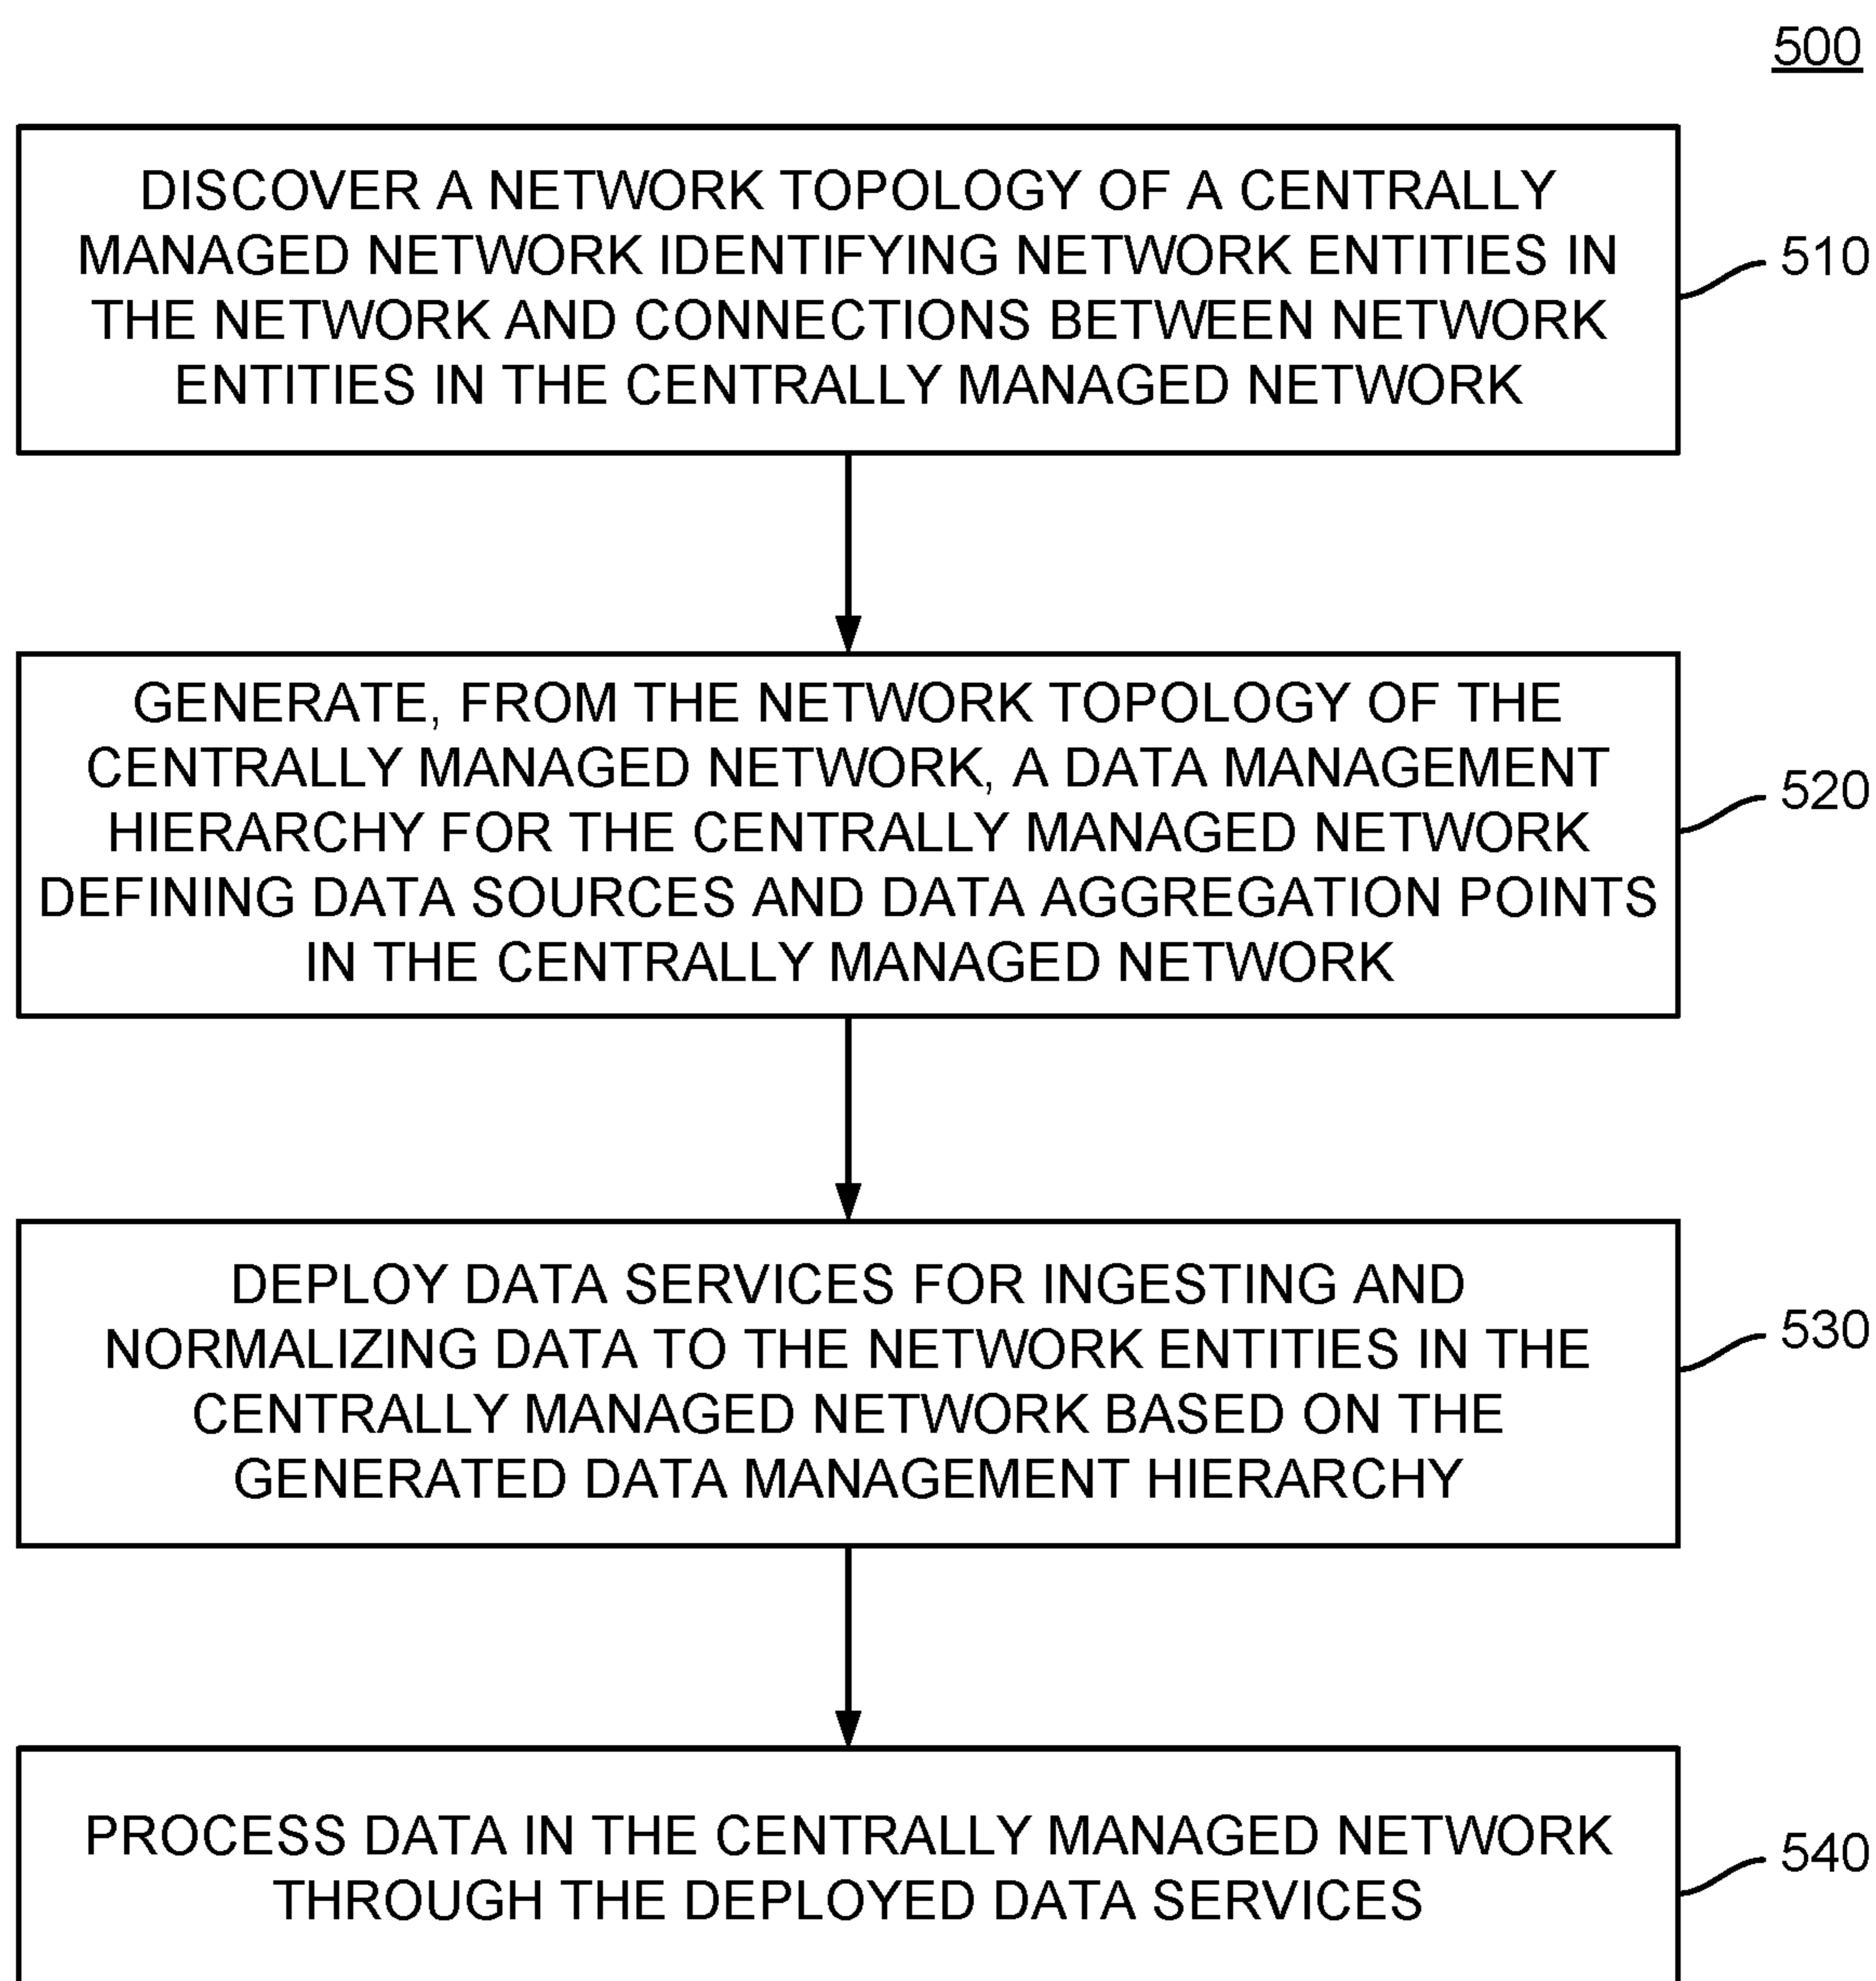 500
DISCOVER A NETWORK TOPOLOGY OF A CENTRALLY
MANAGED NETWORK IDENTIFYING NETWORK ENTITIES IN
THE NETWORK AND CONNECTIONS BETWEEN NETWORK
ENTITIES IN THE CENTRALLY MANAGED NETWORK
510
GENERATE, FROM THE NETWORK TOPOLOGY OF THE
CENTRALLY MANAGED NETWORK, A DATA MANAGEMENT
HIERARCHY FOR THE CENTRALLY MANAGED NETWORK
DEFINING DATA SOURCES AND DATA AGGREGATION POINTS
IN THE CENTRALLY MANAGED NETWORK
520
DEPLOY DATA SERVICES FOR INGESTING AND
NORMALIZING DATA TO THE NETWORK ENTITIES IN THE
CENTRALLY MANAGED NETWORK BASED ON THE
GENERATED DATA MANAGEMENT HIERARCHY
530
PROCESS DATA IN THE CENTRALLY MANAGED NETWORK
THROUGH THE DEPLOYED DATA SERVICES
540